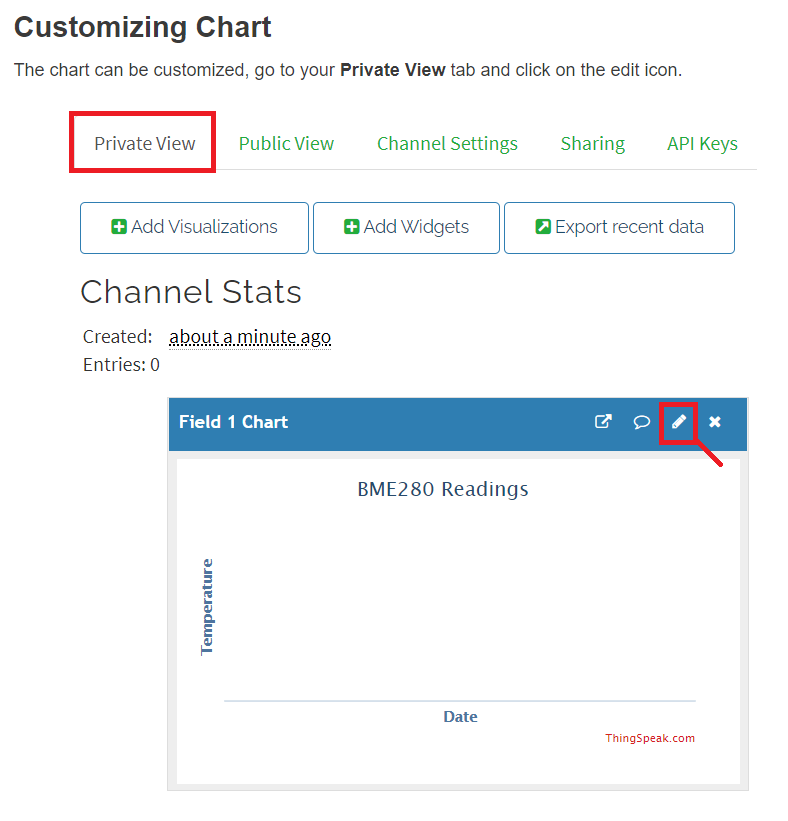 Customizing Chart
The chart can be customized, go to your Private View tab and click on the edit icon.
Private View Public View Channel Settings Sharing API Keys
Add Visualizations Add Widgets Export recent data
Channel Stats
Created: about a minute ago
Entries: 0
Field 1 Chart
BME280 Readings
Temperature
Date
ThingSpeak.com